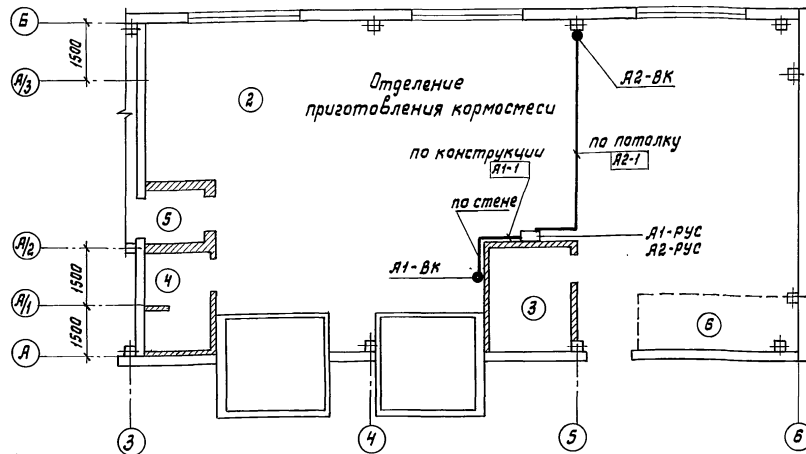 Б
1500
А/3
2
Отделение
приготовления кормосмеси
А2-ВК
по потолку
А2-1
по конструкции
А1-1
по стене
5
А/2
А1-РУС
А2-РУС
А1-ВК
1500
4
А/1
3
6
1500
А
3
4
5
6